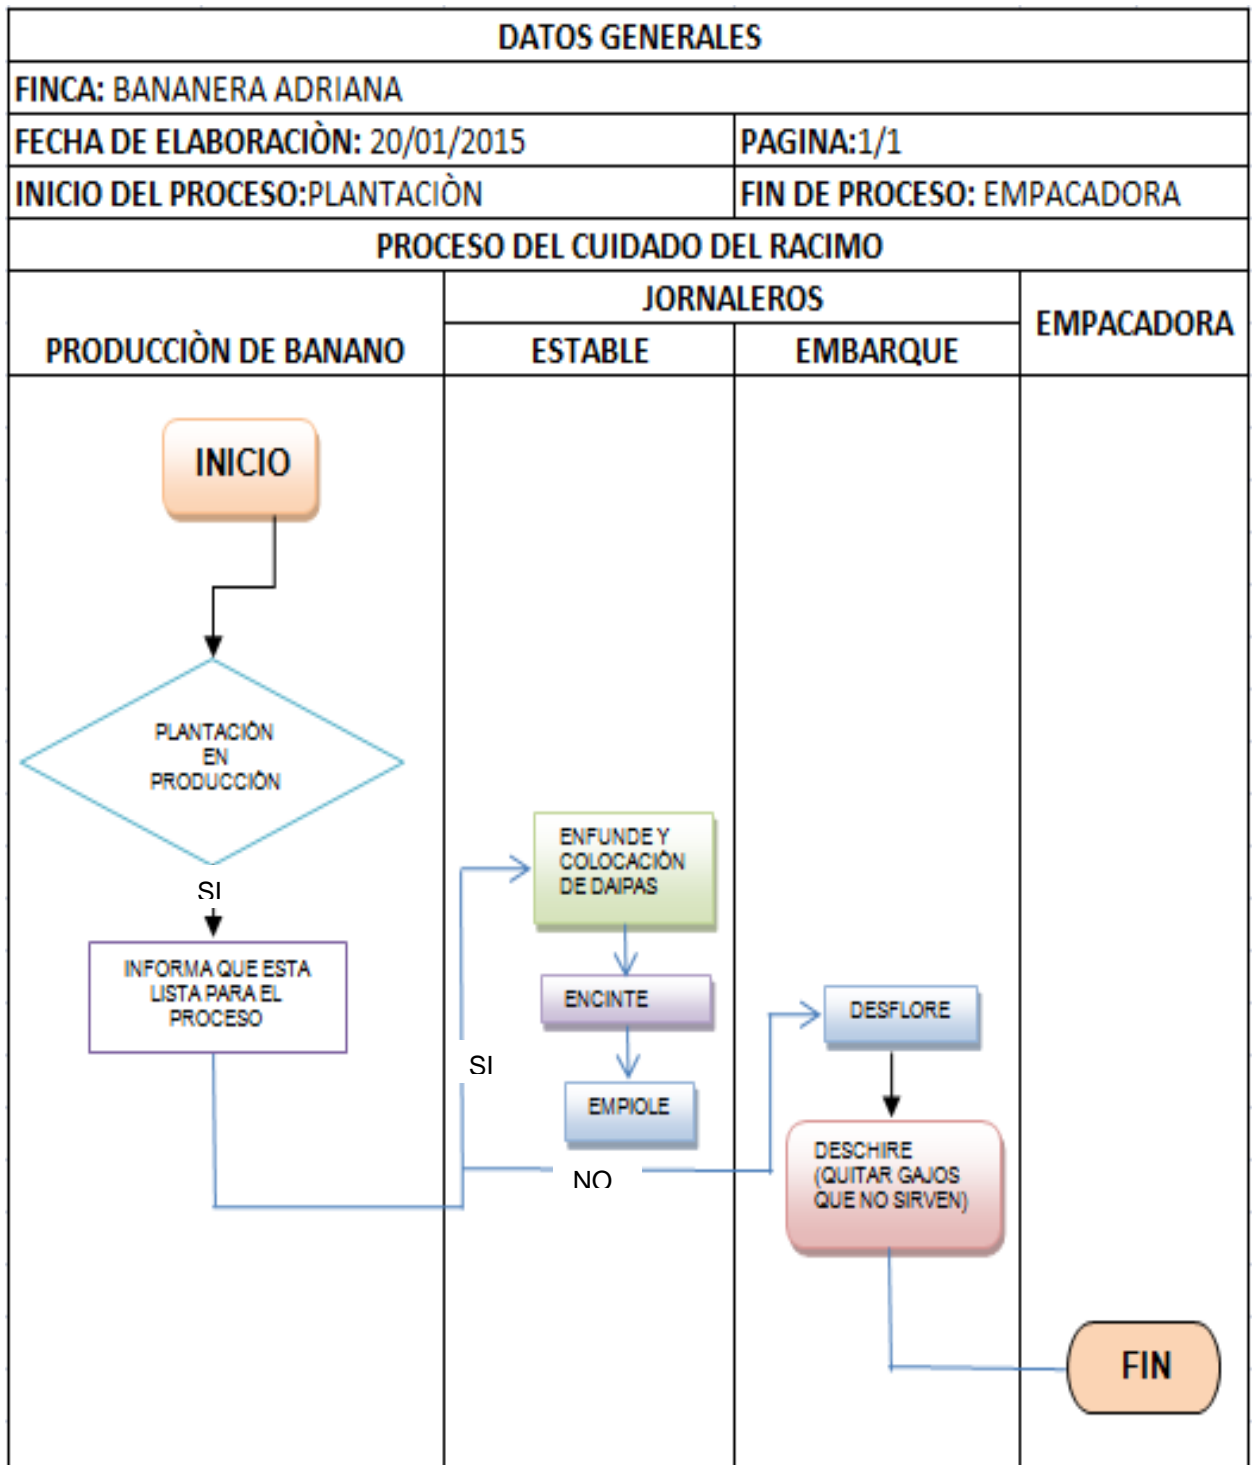 DATOS GENERALES
FINCA: BANANERA ADRIANA
FECHA DE ELABORACIÒN: 20/01/2015
PAGINA:1/1
INICIO DEL PROCESO:PLANTACIÒN
FIN DE PROCESO: EMPACADORA
PROCESO DEL CUIDADO DEL RACIMO
PRODUCCIÒN DE BANANO
JORNALEROS
ESTABLE
EMBARQUE
EMPACADORA
INICIO
PLANTACIÒN
EN
PRODUCCIÒN
SI
INFORMA QUE ESTA
LISTA PARA EL
PROCESO
SI
ENFUNDE Y
COLOCACIÒN
DE DAIPAS
ENCINTE
EMPIOLE
NO
DESFLORE
DESCHIRE
(QUITAR GAJOS
QUE NO SIRVEN)
FIN